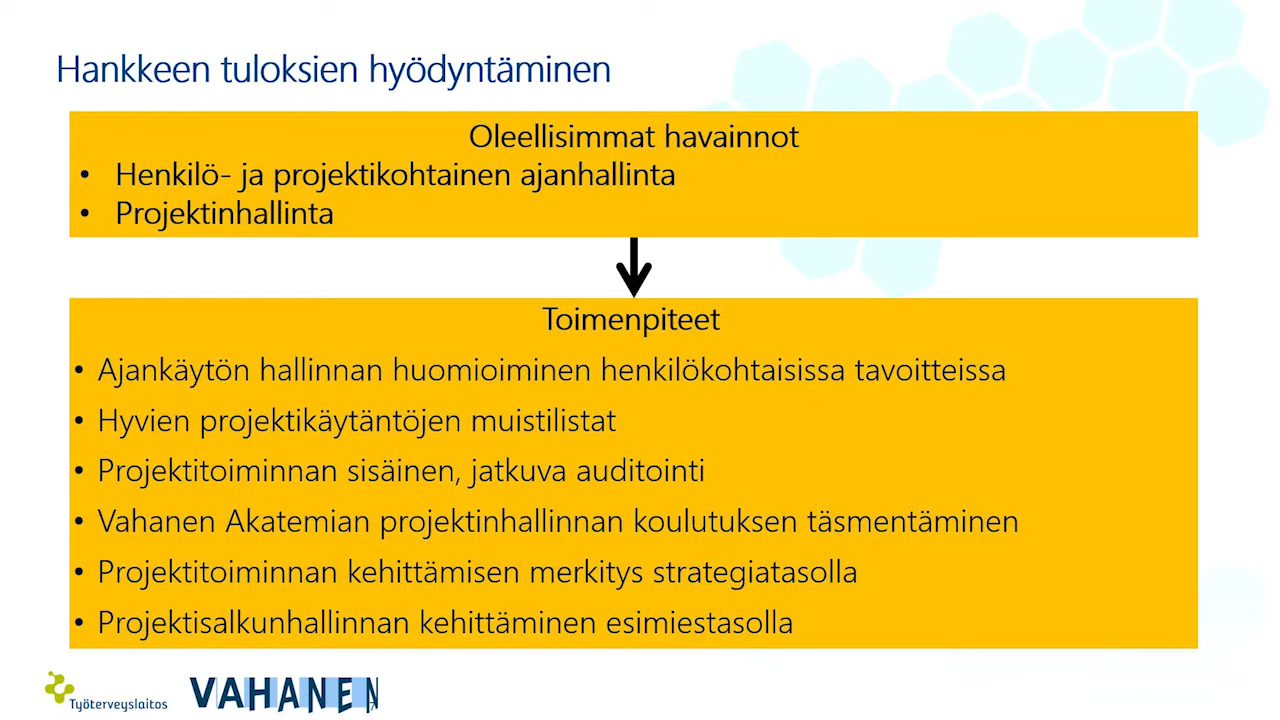 Hankkeen tuloksien hyödyntäminen
Oleellisimmat havainnot
• Henkilö- ja projektikohtainen ajanhallinta
• Projektinhallinta
Toimenpiteet
• Ajankäytön hallinnan huomioiminen henkilökohtaisissa tavoitteissa
• Hyvien projektikäytäntöjen muistilistat
• Projektitoiminnan sisäinen, jatkuva auditointi
• Vahanen Akatemian projektinhallinnan koulutuksen täsmentäminen
• Projektitoiminnan kehittämisen merkitys strategiatasolla
• Projektisalkunhallinnan kehittäminen esimiestasolla
Työterveyslaitos
VAHANEN